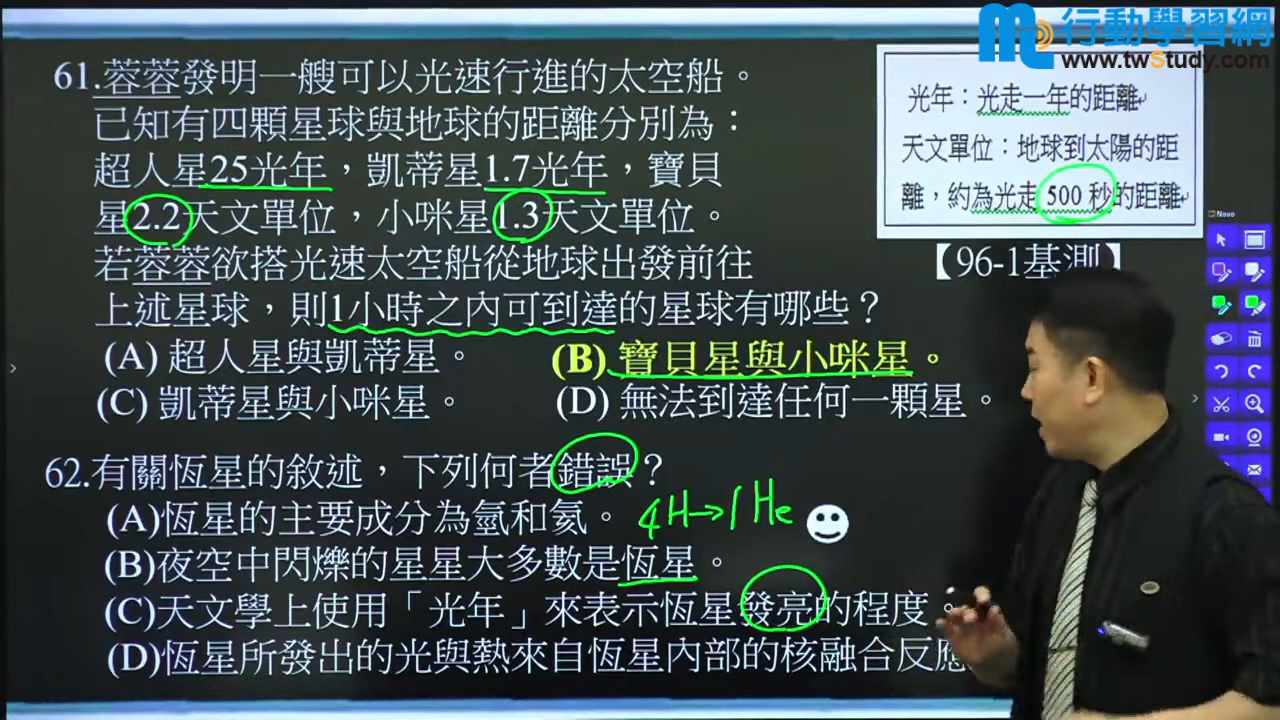 行動學習網
www.twStudy.com
61.蓉蓉發明一艘可以光速行進的太空船。
已知有四顆星球與地球的距離分別為：
超人星25光年，凱蒂星1.7光年，寶貝
星2.2天文單位，小咪星1.3天文單位。
若蓉蓉欲搭光速太空船從地球出發前往
上述星球，則1小時之內可到達的星球有哪些？
(A) 超人星與凱蒂星。 (B) 寶貝星與小咪星。
(C) 凱蒂星與小咪星。 (D) 無法到達任何一顆星。
光年：光走一年的距離
天文單位：地球到太陽的距
離，約為光走 500 秒的距離
【96-1基測】
Novo
62.有關恆星的敘述，下列何者錯誤？
(A)恆星的主要成分為氫和氦。 4H→1He
(B)夜空中閃爍的星星大多數是恆星。
(C)天文學上使用「光年」來表示恆星發亮的程度。
(D)恆星所發出的光與熱來自恆星內部的核融合反應